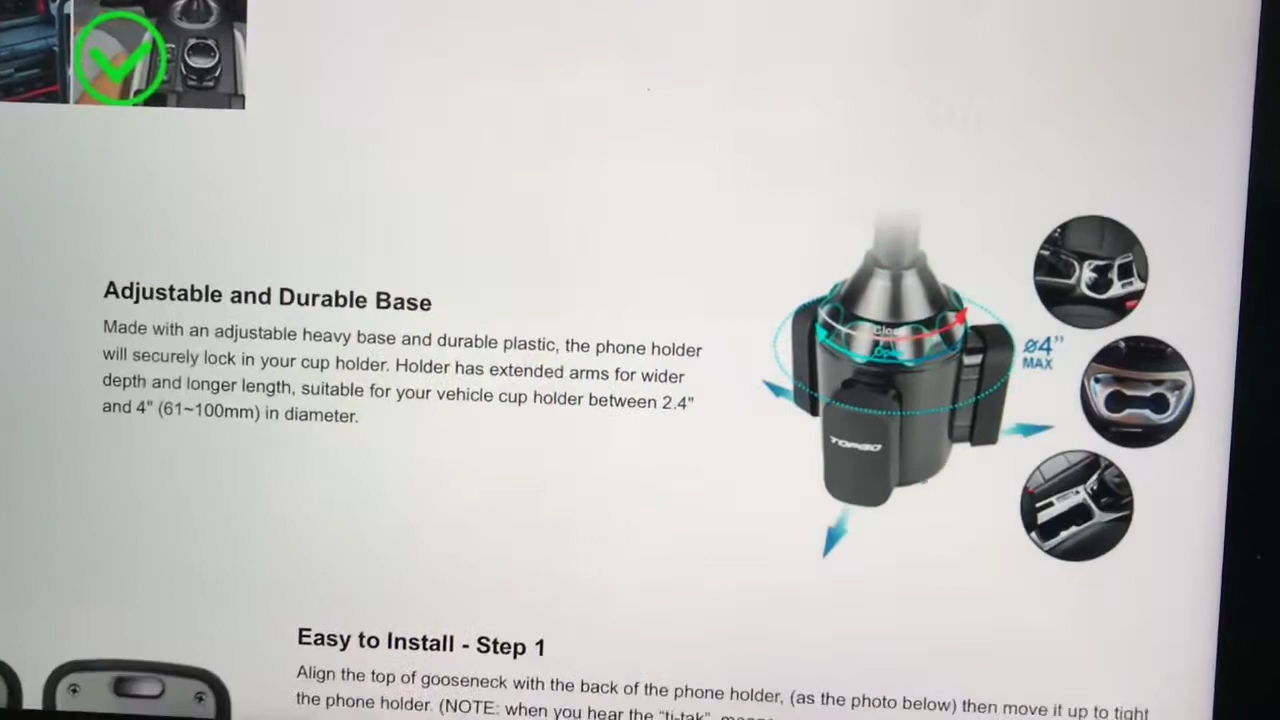 Adjustable and Durable Base
Made with an adjustable heavy base and durable plastic, the phone holder
will securely lock in your cup holder. Holder has extended arms for wider
depth and longer length, suitable for your vehicle cup holder between 2.4"
and 4" (61~100mm) in diameter.
Close
Open
ø4”
MAX
TOPGO
Easy to Install - Step 1
Align the top of gooseneck with the back of the phone holder, (as the photo below) then move it up to tight
the phone holder. (NOTE: when you hear the “ti-tak”,